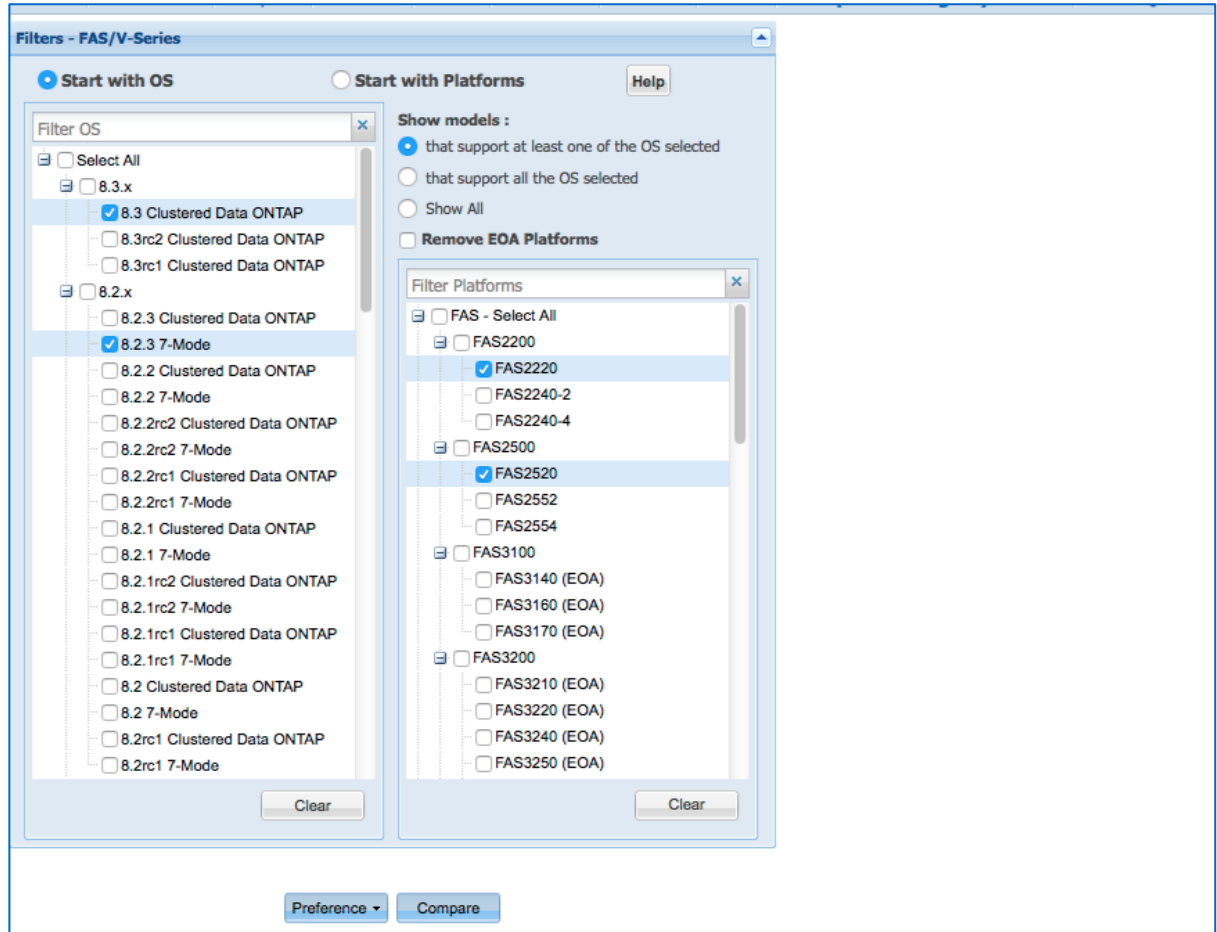 Filters - FAS/V-Series
Start with OS
Start with Platforms
Help
Filter OS
Select All
8.3.x
8.3 Clustered Data ONTAP
8.3rc2 Clustered Data ONTAP
8.3rc1 Clustered Data ONTAP
8.2.x
8.2.3 Clustered Data ONTAP
8.2.3 7-Mode
8.2.2 Clustered Data ONTAP
8.2.2 7-Mode
8.2.2rc2 Clustered Data ONTAP
8.2.2rc2 7-Mode
8.2.2rc1 Clustered Data ONTAP
8.2.2rc1 7-Mode
8.2.1 Clustered Data ONTAP
8.2.1 7-Mode
8.2.1rc2 Clustered Data ONTAP
8.2.1rc2 7-Mode
8.2.1rc1 Clustered Data ONTAP
8.2.1rc1 7-Mode
8.2 Clustered Data ONTAP
8.2 7-Mode
8.2rc1 Clustered Data ONTAP
8.2rc1 7-Mode
Clear
Show models :
that support at least one of the OS selected
that support all the OS selected
Show All
Remove EOA Platforms
Filter Platforms
FAS - Select All
FAS2200
FAS2220
FAS2240-2
FAS2240-4
FAS2500
FAS2520
FAS2552
FAS2554
FAS3100
FAS3140 (EOA)
FAS3160 (EOA)
FAS3170 (EOA)
FAS3200
FAS3210 (EOA)
FAS3220 (EOA)
FAS3240 (EOA)
FAS3250 (EOA)
Clear
Preference
Compare